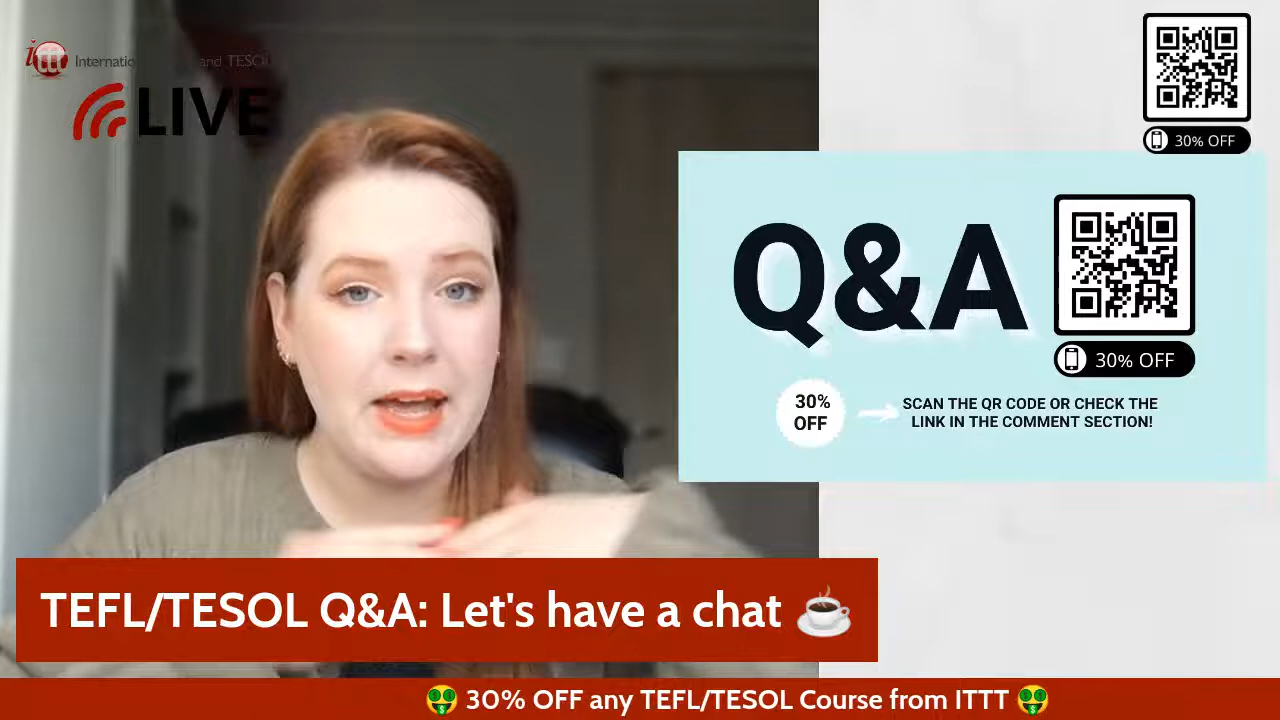 ittt Internatio and TESOL
LIVE
30% OFF
Q&A
30% OFF
30%
OFF
SCAN THE QR CODE OR CHECK THE
LINK IN THE COMMENT SECTION!
TEFL/TESOL Q&A: Let's have a chat ☕
🤑 30% OFF any TEFL/TESOL Course from ITTT 🤑